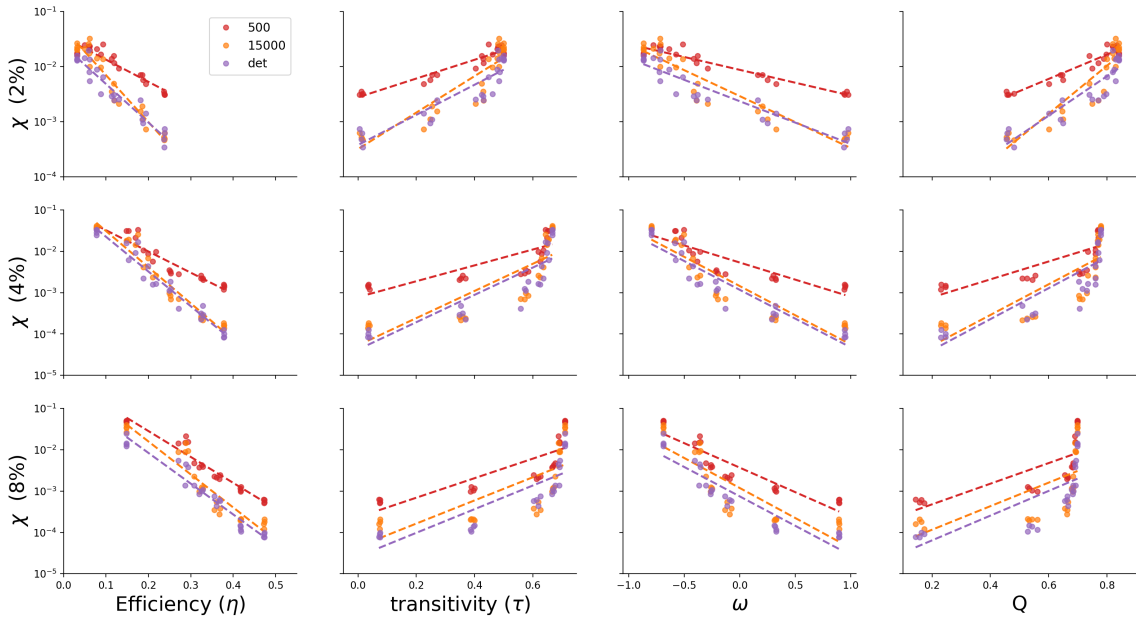 10⁻¹
10⁻²
10⁻³
10⁻⁴
χ (2%)
500
15000
det
10⁻¹
10⁻²
10⁻³
10⁻⁴
10⁻⁵
χ (4%)
10⁻¹
10⁻²
10⁻³
10⁻⁴
10⁻⁵
χ (8%)
0.0 0.1 0.2 0.3 0.4 0.5
0.0 0.2 0.4 0.6
−1.0 −0.5 0.0 0.5 1.0
0.2 0.4 0.6 0.8
Efficiency (η)
transitivity (τ)
ω
Q